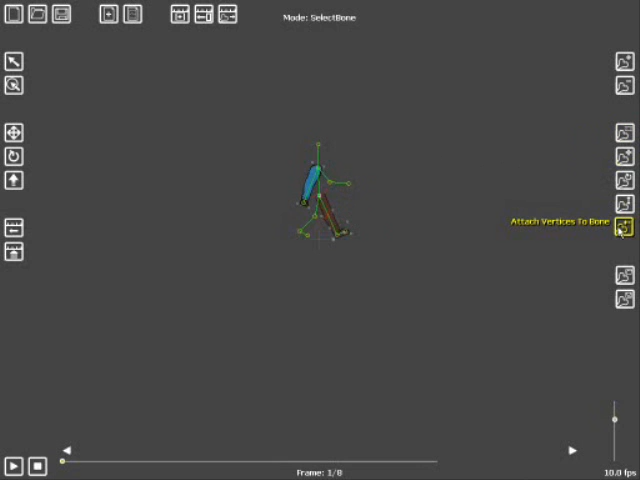 Mode: SelectBone
Attach Vertices To Bone
Frame: 1/8
10.0 fps